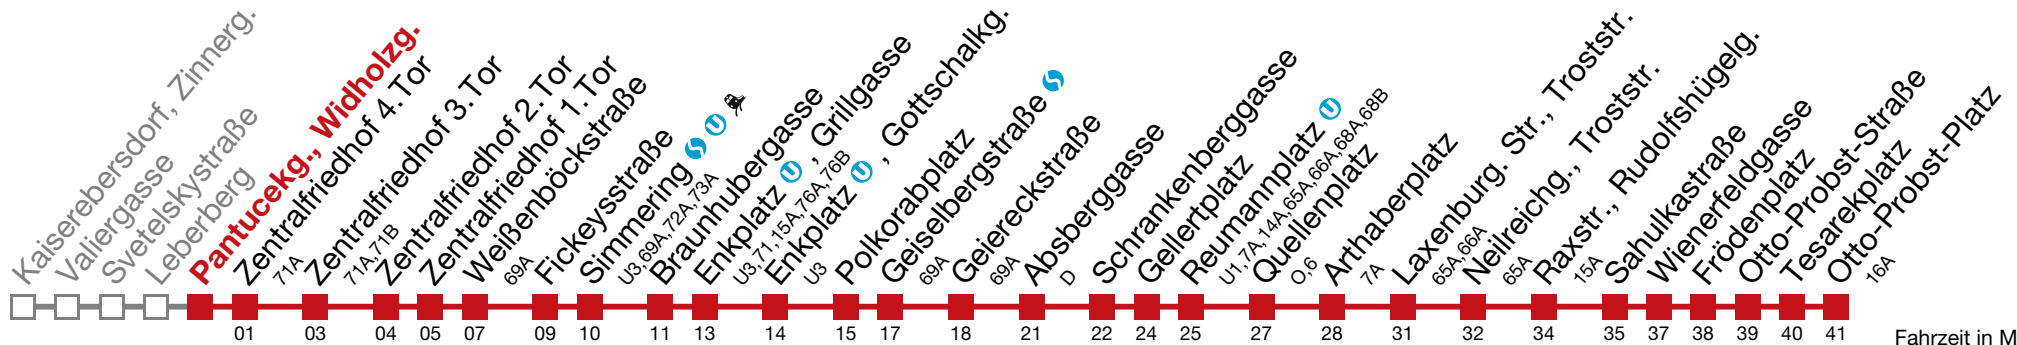 Kaiserebersdorf, Zinnerg.
Valiergasse
Svetelskystraße
Leberberg
Pantucekg., Widholzg.
Zentralfriedhof 4.Tor
71A
Zentralfriedhof 3.Tor
71A,71B
Zentralfriedhof 2.Tor
Zentralfriedhof 1.Tor
Weißenböckstraße
69A
Fickeysstraße
Simmering
U3,69A,72A,73A
Braunhubergasse
Enkplatz U, Grillgasse
U3,71,15A,76A,76B
Enkplatz U, Gottschalkg.
U3
Polkorabplatz
Geiselbergstraße
69A
Geiereckstraße
69A
Absberggasse
D
Schrankenberggasse
Gellertplatz
Reumannplatz U
U1,7A,14A,65A,66A,68A,68B
Quellenplatz
O,6
Arthaberplatz
7A
Laxenburg. Str., Troststr.
65A,66A
Neilreichg., Troststr.
65A
Raxstr., Rudolfshügelg.
15A
Sahulkastraße
Wienerfeldgasse
Frödenplatz
Otto-Probst-Straße
Tesarekplatz
Otto-Probst-Platz
16A
01 03 04 05 07 09 10 11 13 14 15 17 18 21 22 24 25 27 28 31 32 34 35 37 38 39 40 41
Fahrzeit in M